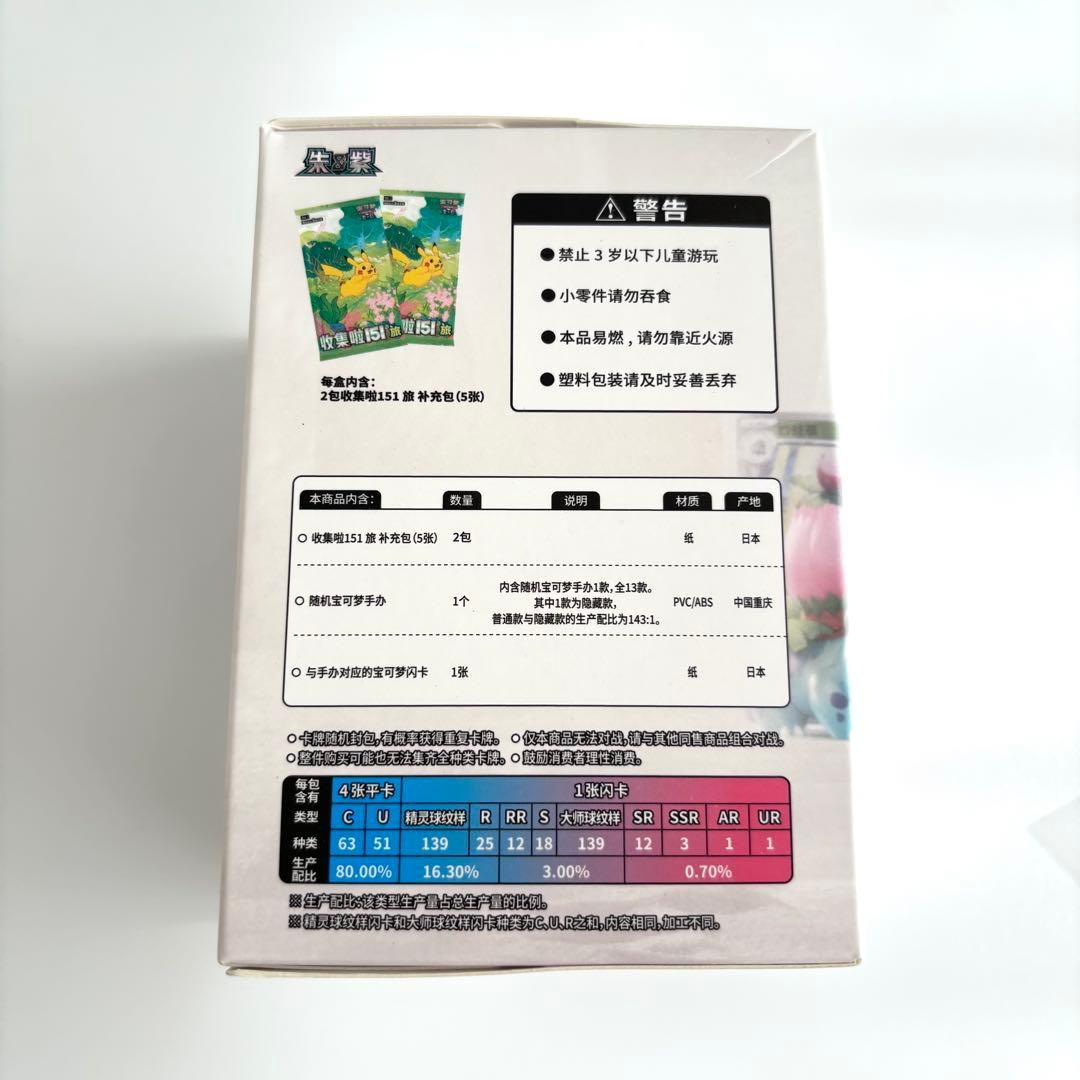 朱&紫
收集啦151旅
啦151旅
每盒内含：
2包收集啦151 旅 补充包(5张)
警告
●禁止 3 岁以下儿童游玩
●小零件请勿吞食
●本品易燃，请勿靠近火源
●塑料包装请及时妥善丢弃
本商品内含： 数量 说明 材质 产地
○ 收集啦151 旅 补充包(5张) 2包 纸 日本
○ 随机宝可梦手办 1个 内含随机宝可梦手办1款，全13款。 PVC/ABS 中国重庆
其中1款为隐藏款，
普通款与隐藏款的生产配比为143:1。
○ 与手办对应的宝可梦闪卡 1张 纸 日本
○卡牌随机封包，有概率获得重复卡牌。 ○仅本商品无法对战，请与其他同售商品组合对战。
○整件购买可能也无法集齐全种类卡牌。 ○鼓励消费者理性消费。
每包含有 4张平卡 1张闪卡
类型 C U 精灵球纹样 R RR S 大师球纹样 SR SSR AR UR
种类 63 51 139 25 12 18 139 12 3 1 1
生产配比 80.00% 16.30% 3.00% 0.70%
※ 生产配比：该类型生产量占总生产量的比例。
※ 精灵球纹样闪卡和大师球纹样闪卡种类为C、U、R之和，内容相同，加工不同。